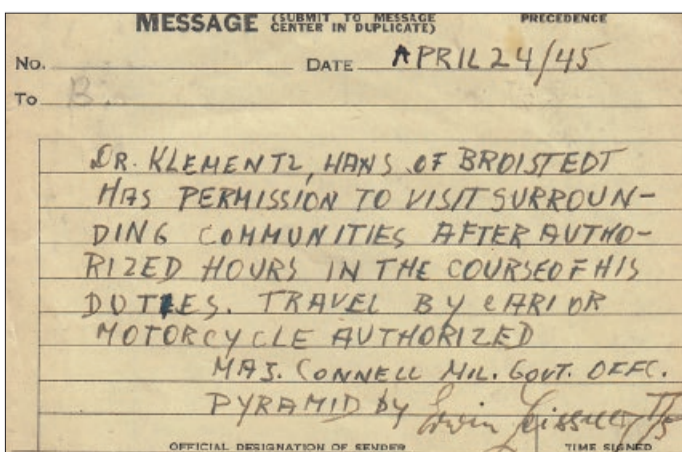 MESSAGE (SUBMIT TO MESSAGE CENTER IN DUPLICATE) PRECEDENCE
No. DATE APRIL 24/45
To B.
DR. KLEMENTZ, HANS OF BROISTEDT
HAS PERMISSION TO VISIT SURROUN-
DING COMMUNITIES AFTER AUTHO-
RIZED HOURS IN THE COURSE OF HIS
DUTIES. TRAVEL BY CAR OR
MOTORCYCLE AUTHORIZED
MAJ. CONNELL MIL. GOVT. OFFC.
PYRAMID by T/5
OFFICIAL DESIGNATION OF SENDER TIME SIGNED